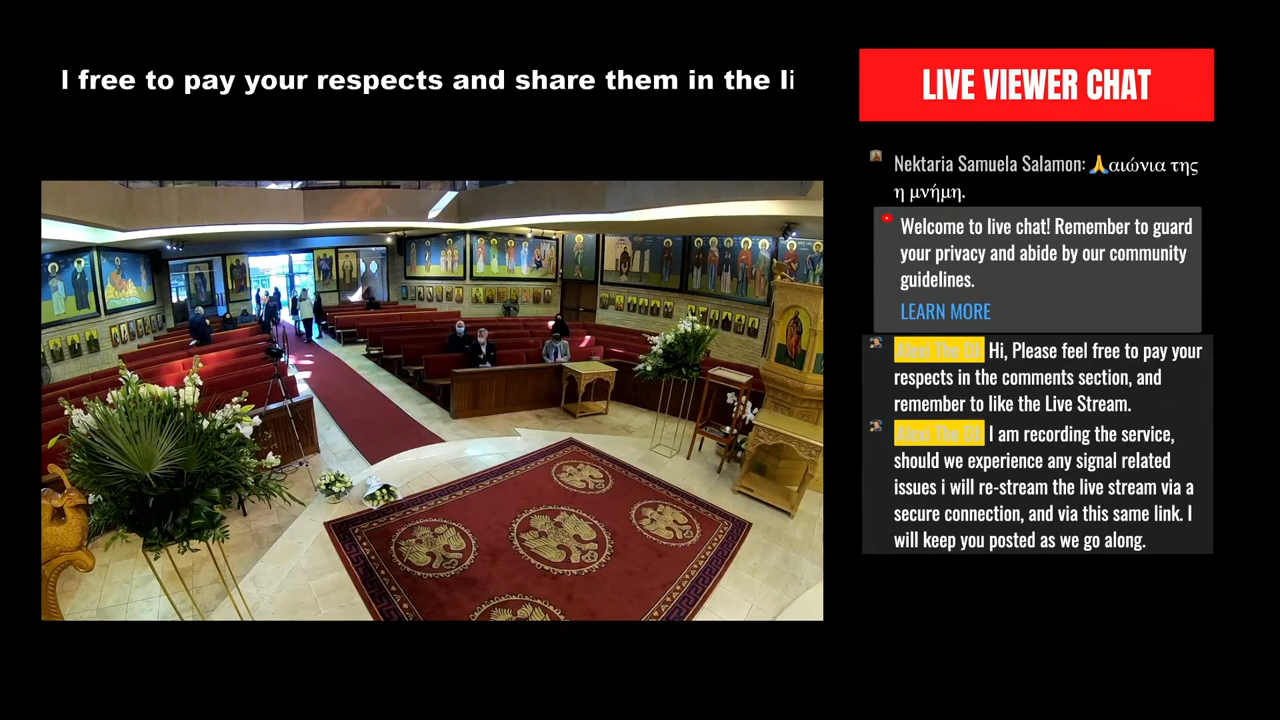 l free to pay your respects and share them in the li
LIVE VIEWER CHAT
Nektaria Samuela Salamon: 🙏αιώνια της
η μνήμη.
Welcome to live chat! Remember to guard
your privacy and abide by our community
guidelines.
LEARN MORE
Alexi The DJ: Hi, Please feel free to pay your
respects in the comments section, and
remember to like the Live Stream.
Alexi The DJ: I am recording the service,
should we experience any signal related
issues i will re-stream the live stream via a
secure connection, and via this same link. I
will keep you posted as we go along.